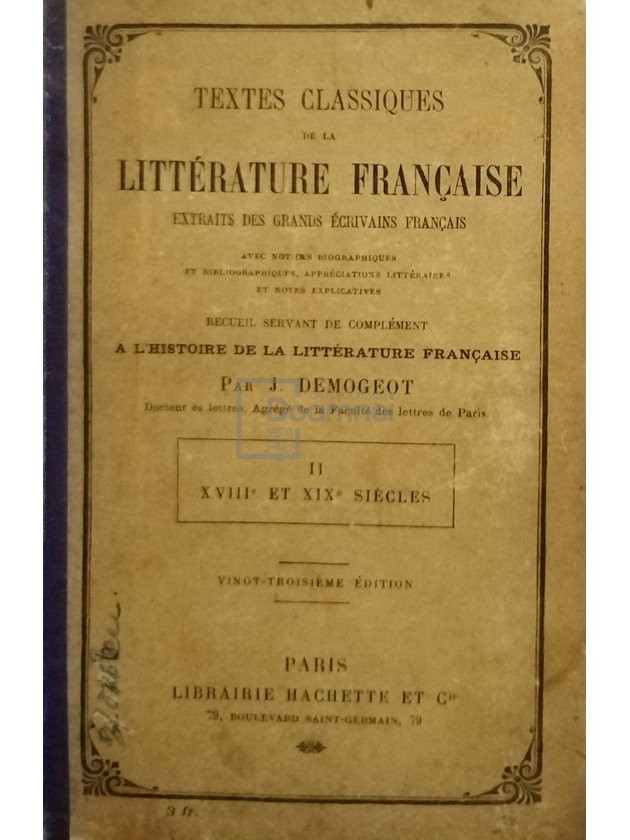 TEXTES CLASSIQUES
DE LA
LITTÉRATURE FRANÇAISE
EXTRAITS DES GRANDS ÉCRIVAINS FRANÇAIS
AVEC NOTICES BIOGRAPHIQUES
ET BIBLIOGRAPHIQUES, APPRÉCIATIONS LITTÉRAIRES
ET NOTES EXPLICATIVES
RECUEIL SERVANT DE COMPLÉMENT
A L'HISTOIRE DE LA LITTÉRATURE FRANÇAISE
PAR J. DEMOGEOT
Docteur ès lettres, Agrégé de la Faculté des lettres de Paris.
II
XVIIIe ET XIXe SIÈCLES
VINGT-TROISIÈME ÉDITION
PARIS
LIBRAIRIE HACHETTE ET Cie
79, BOULEVARD SAINT-GERMAIN, 79
3 fr.